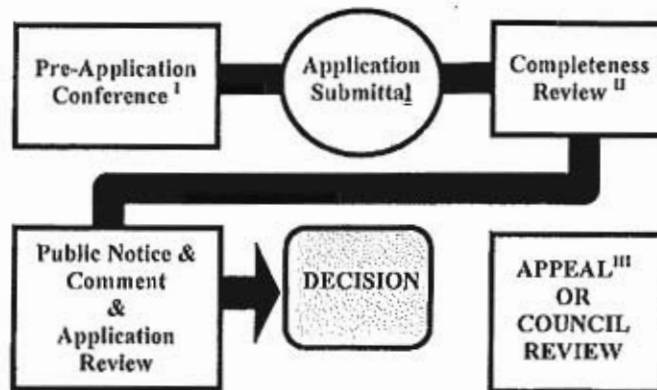 Pre-Application
Conference I
Application
Submittal
Completeness
Review II
Public Notice &
Comment
&
Application
Review
DECISION
APPEAL III
OR
COUNCIL
REVIEW